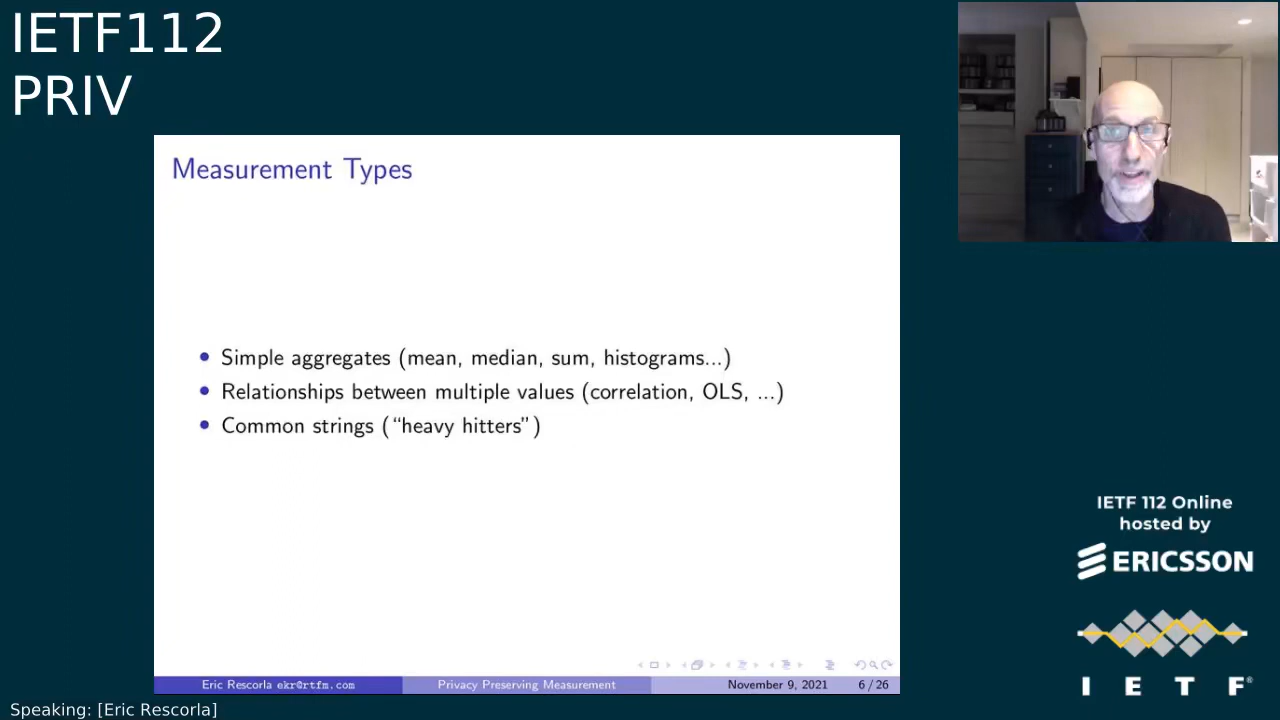 IETF112
PRIV
Measurement Types
• Simple aggregates (mean, median, sum, histograms...)
• Relationships between multiple values (correlation, OLS, ...)
• Common strings (“heavy hitters”)
Eric Rescorla ekr@rtfm.com
Privacy Preserving Measurement
November 9, 2021
6 / 26
IETF 112 Online
hosted by
ERICSSON
I E T F®
Speaking: [Eric Rescorla]